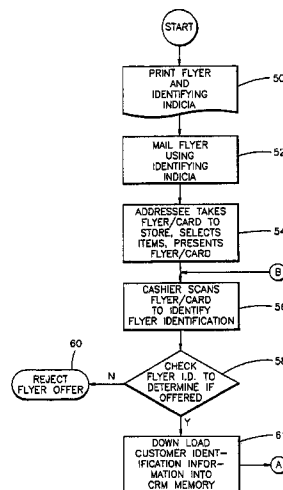 START
PRINT FLYER
AND
IDENTIFYING
INDICIA
50
MAIL FLYER
USING
IDENTIFYING
INDICIA
52
ADDRESSEE TAKES
FLYER/CARD TO
STORE, SELECTS
ITEMS, PRESENTS
FLYER/CARD
54
B
CASHIER SCANS
FLYER/CARD
TO IDENTIFY
FLYER IDENTIFICATION
56
60
58
REJECT
FLYER OFFER
N
CHECK
FLYER I.D. TO
DETERMINE IF
OFFERED
Y
61
DOWN LOAD
CUSTOMER IDENT-
IFICATION INFOR-
MATION INTO
CRM MEMORY
A